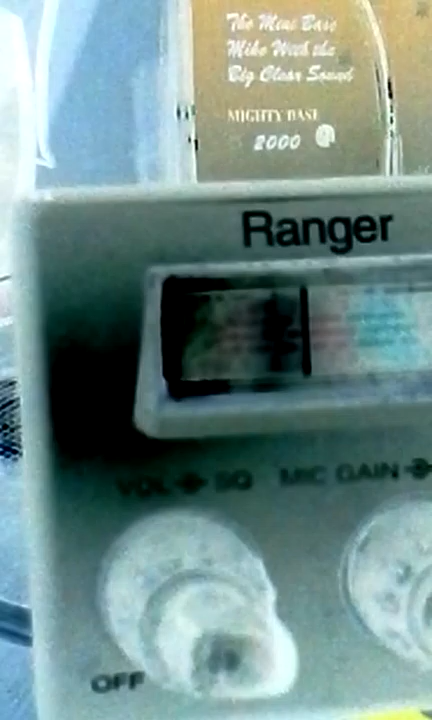 The Mini Base
Mike With the
Big Clear Sound
MIGHTY BASE
2000
Ranger
VOL SQ MIC GAIN
OFF